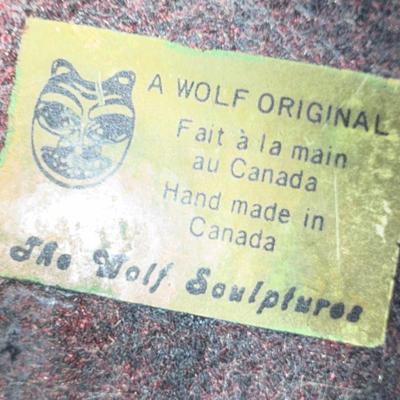 A WOLF ORIGINAL
Fait à la main
au Canada
Hand made in
Canada
The Wolf Sculptures